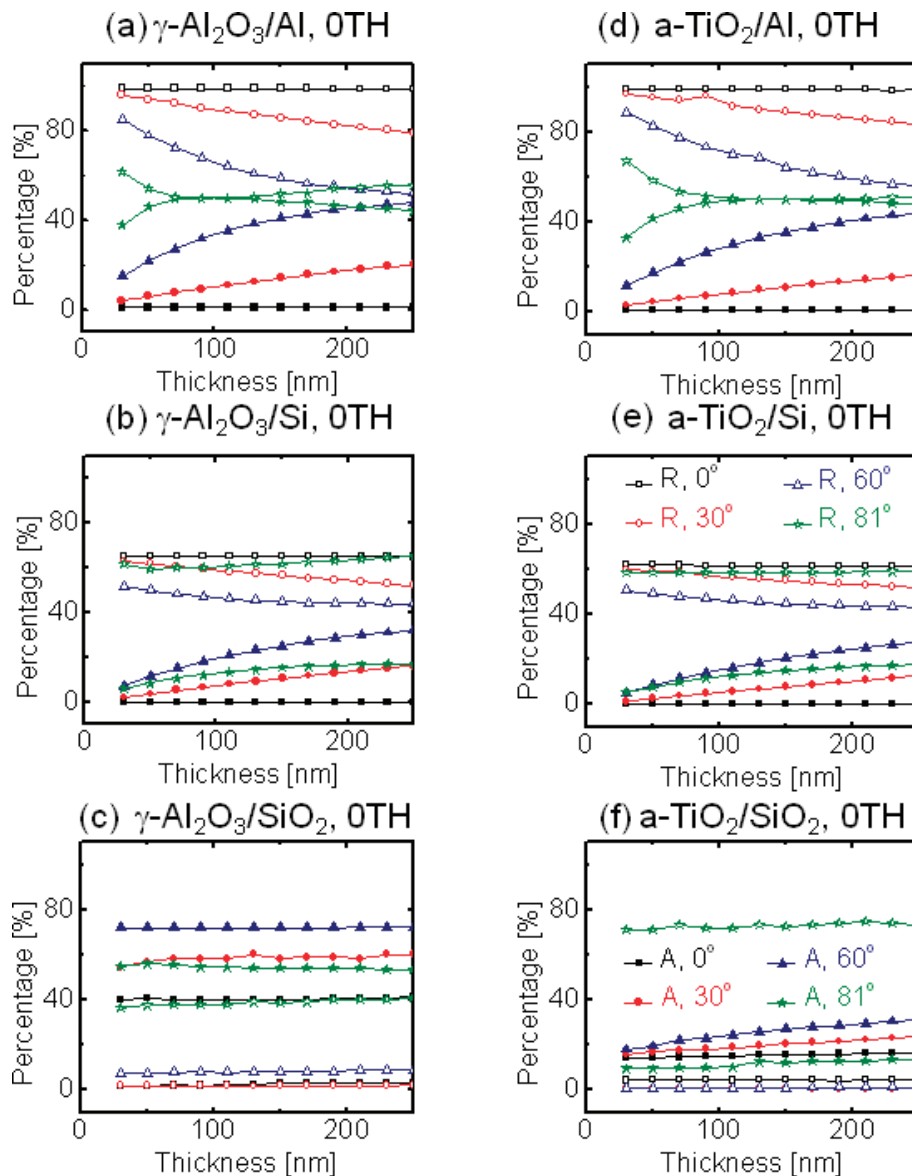 (a) γ-Al₂O₃/Al, 0TH
Percentage [%]
80
40
0
0 100 200
Thickness [nm]
(d) a-TiO₂/Al, 0TH
Percentage [%]
80
40
0
0 100 200
Thickness [nm]
(b) γ-Al₂O₃/Si, 0TH
Percentage [%]
80
40
0
0 100 200
Thickness [nm]
(e) a-TiO₂/Si, 0TH
R, 0° R, 60°
R, 30° R, 81°
Percentage [%]
80
40
0
0 100 200
Thickness [nm]
(c) γ-Al₂O₃/SiO₂, 0TH
Percentage [%]
80
40
0
0 100 200
Thickness [nm]
(f) a-TiO₂/SiO₂, 0TH
Percentage [%]
80
A, 0° A, 60°
A, 30° A, 81°
40
0
0 100 200
Thickness [nm]